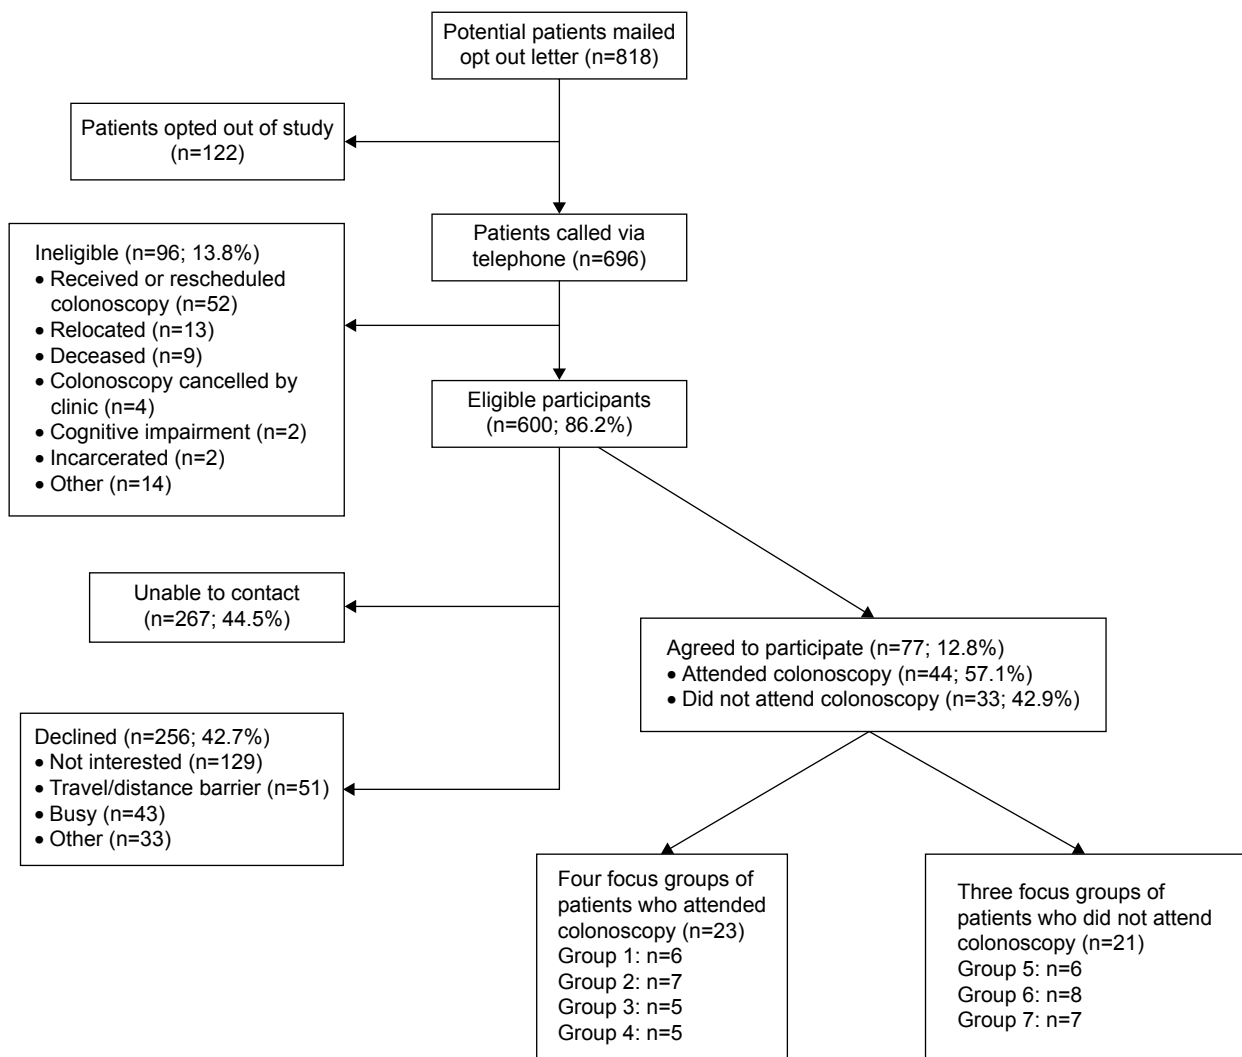 Potential patients mailed
opt out letter (n=818)
Patients opted out of study
(n=122)
Patients called via
telephone (n=696)
Ineligible (n=96; 13.8%)
• Received or rescheduled
colonoscopy (n=52)
• Relocated (n=13)
• Deceased (n=9)
• Colonoscopy cancelled by
clinic (n=4)
• Cognitive impairment (n=2)
• Incarcerated (n=2)
• Other (n=14)
Eligible participants
(n=600; 86.2%)
Unable to contact
(n=267; 44.5%)
Agreed to participate (n=77; 12.8%)
• Attended colonoscopy (n=44; 57.1%)
• Did not attend colonoscopy (n=33; 42.9%)
Declined (n=256; 42.7%)
• Not interested (n=129)
• Travel/distance barrier (n=51)
• Busy (n=43)
• Other (n=33)
Four focus groups of
patients who attended
colonoscopy (n=23)
Group 1: n=6
Group 2: n=7
Group 3: n=5
Group 4: n=5
Three focus groups of
patients who did not attend
colonoscopy (n=21)
Group 5: n=6
Group 6: n=8
Group 7: n=7